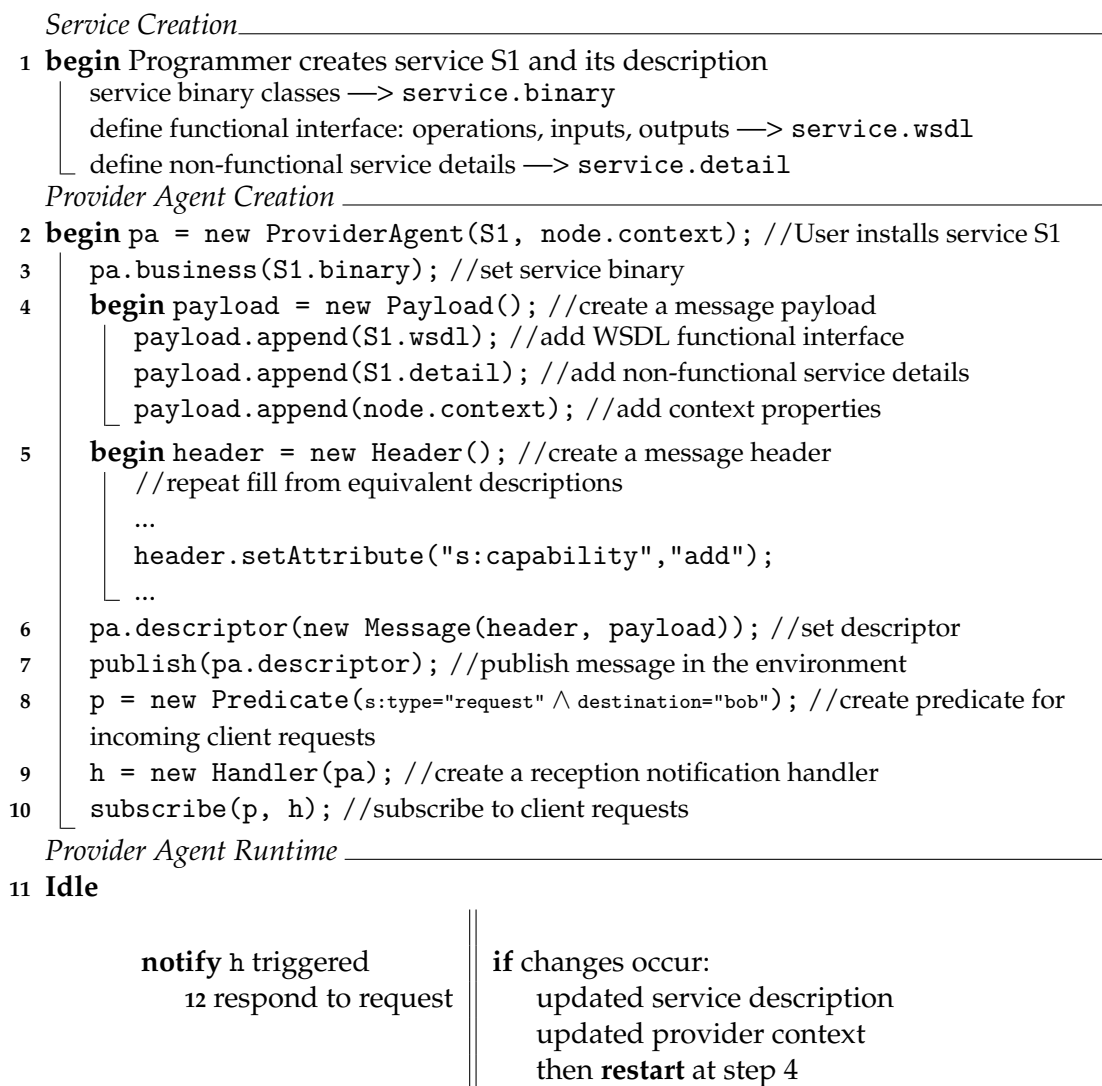 Service Creation
1 begin Programmer creates service S1 and its description
service binary classes —> service.binary
define functional interface: operations, inputs, outputs —> service.wsdl
define non-functional service details —> service.detail
Provider Agent Creation
2 begin pa = new ProviderAgent(S1, node.context); //User installs service S1
3 pa.business(S1.binary); //set service binary
4 begin payload = new Payload(); //create a message payload
payload.append(S1.wsdl); //add WSDL functional interface
payload.append(S1.detail); //add non-functional service details
payload.append(node.context); //add context properties
5 begin header = new Header(); //create a message header
//repeat fill from equivalent descriptions
...
header.setAttribute("s:capability","add");
...
6 pa.descriptor(new Message(header, payload)); //set descriptor
7 publish(pa.descriptor); //publish message in the environment
8 p = new Predicate(s:type="request" ∧ destination="bob"); //create predicate for
incoming client requests
9 h = new Handler(pa); //create a reception notification handler
10 subscribe(p, h); //subscribe to client requests
Provider Agent Runtime
11 Idle
notify h triggered
12 respond to request
if changes occur:
updated service description
updated provider context
then restart at step 4